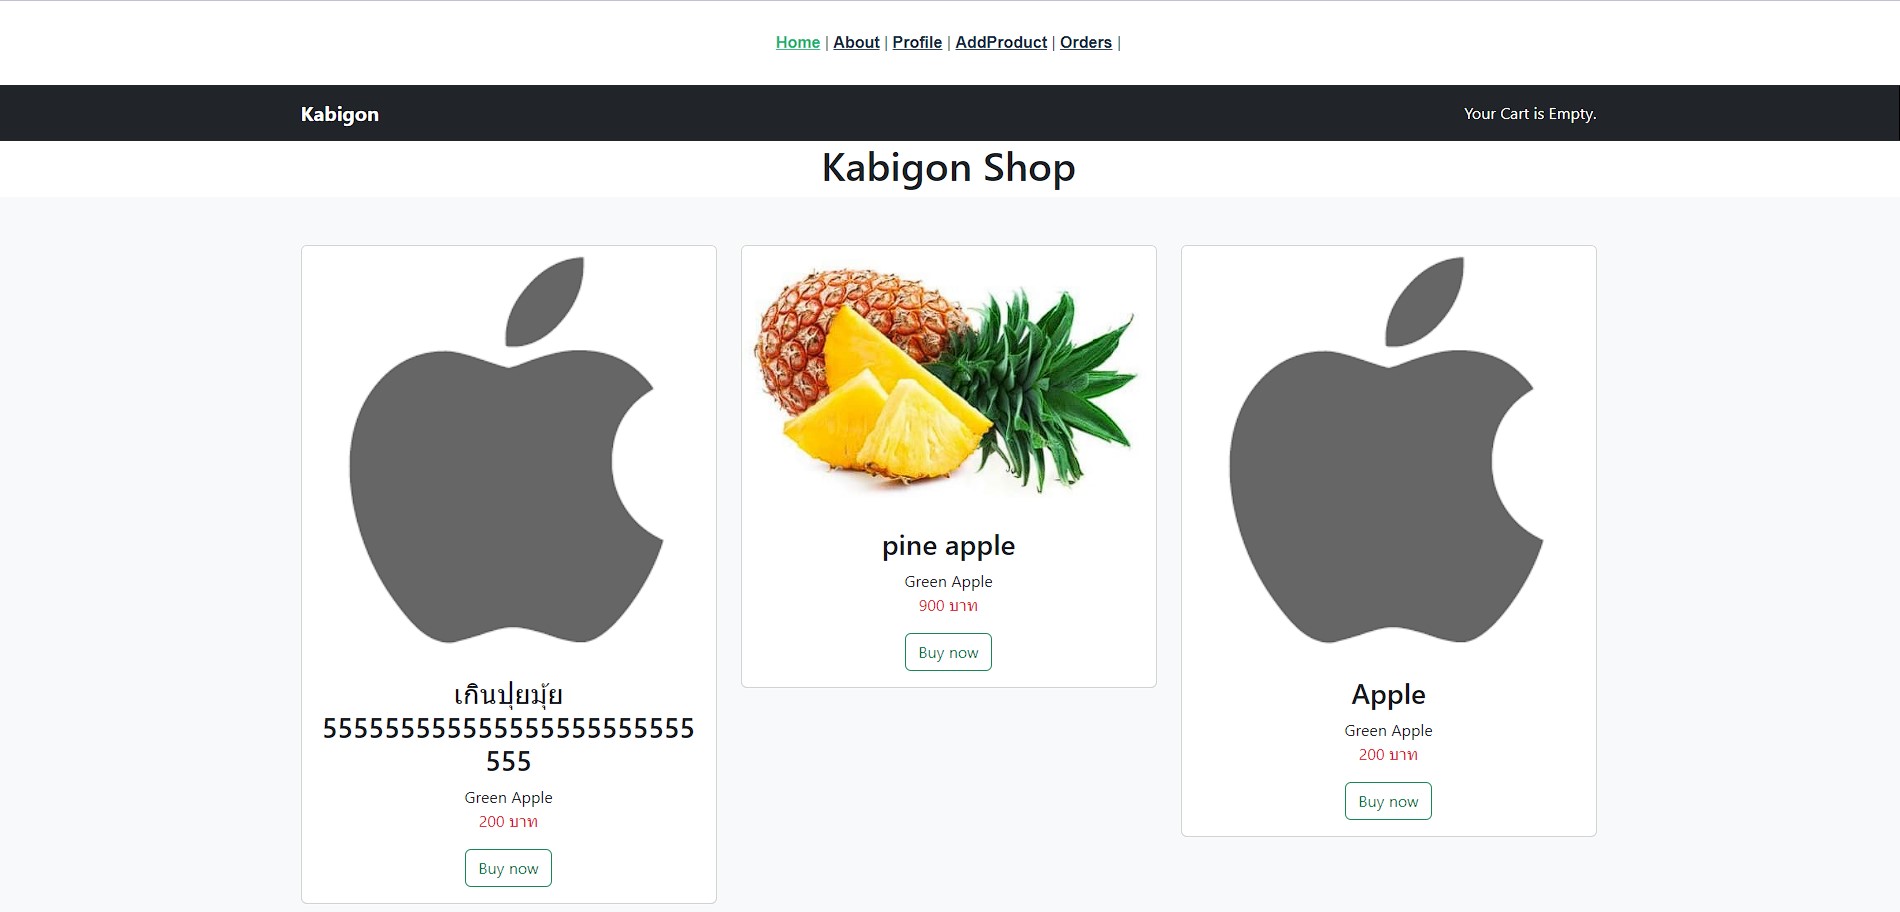 Home | About | Profile | AddProduct | Orders |
Kabigon
Your Cart is Empty.
Kabigon Shop
เกินปุยมุ้ย
555555555555555555555555
555
Green Apple
200 บาท
Buy now
pine apple
Green Apple
900 บาท
Buy now
Apple
Green Apple
200 บาท
Buy now